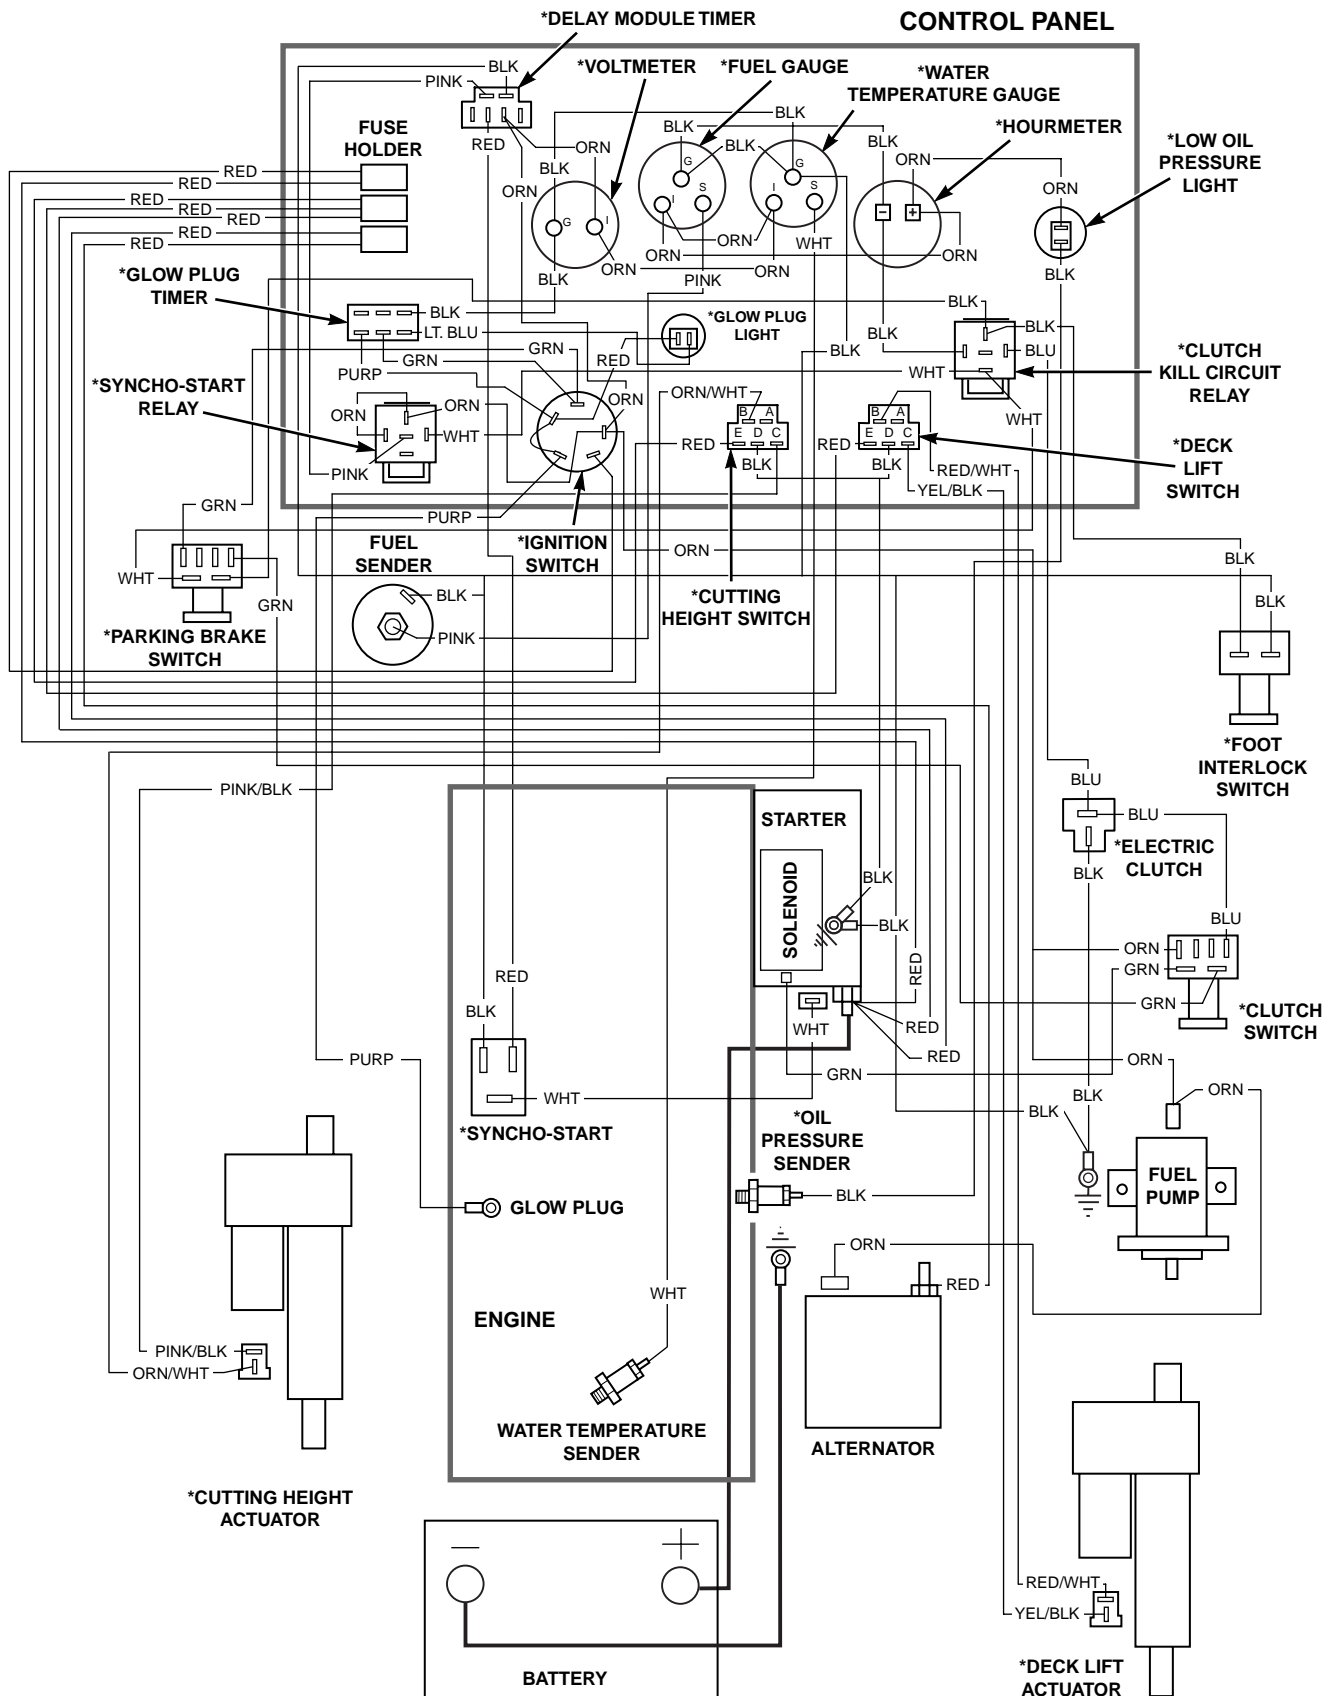 *DELAY MODULE TIMER
CONTROL PANEL
BLK
PINK
*VOLTMETER
*FUEL GAUGE
*WATER
TEMPERATURE GAUGE
*HOURMETER
*LOW OIL
PRESSURE
LIGHT
FUSE
HOLDER
RED
BLK
BLK
BLK
BLK
ORN
RED
RED
RED
RED
RED
RED
RED
ORN
BLK
ORN
ORN
G
S
I
G
S
I
G
I
−
+
ORN
WHT
ORN
ORN
ORN
ORN
BLK
PINK
BLK
*GLOW PLUG
TIMER
BLK
LT. BLU
*GLOW PLUG
LIGHT
BLK
BLK
BLK
BLK
BLU
GRN
GRN
RED
PURP
WHT
*CLUTCH
KILL CIRCUIT
RELAY
*SYNCHO-START
RELAY
ORN
ORN
ORN
ORN/WHT
WHT
WHT
PINK
B A
E D C
RED
BLK
B A
E D C
RED
BLK
RED/WHT
YEL/BLK
*DECK
LIFT
SWITCH
GRN
PURP
FUEL
SENDER
*IGNITION
SWITCH
ORN
WHT
GRN
BLK
PINK
*CUTTING
HEIGHT SWITCH
BLK
BLK
*PARKING BRAKE
SWITCH
*FOOT
INTERLOCK
SWITCH
PINK/BLK
BLU
STARTER
SOLENOID
BLU
*ELECTRIC
CLUTCH
BLK
BLK
BLK
BLU
ORN
GRN
RED
RED
BLK
GRN
*CLUTCH
SWITCH
WHT
RED
RED
PURP
GRN
ORN
ORN
WHT
BLK
BLK
*SYNCHO-START
*OIL
PRESSURE
SENDER
FUEL
PUMP
GLOW PLUG
BLK
ORN
RED
WHT
ENGINE
PINK/BLK
ORN/WHT
WATER TEMPERATURE
SENDER
ALTERNATOR
*CUTTING HEIGHT
ACTUATOR
−
+
RED/WHT
YEL/BLK
BATTERY
*DECK LIFT
ACTUATOR